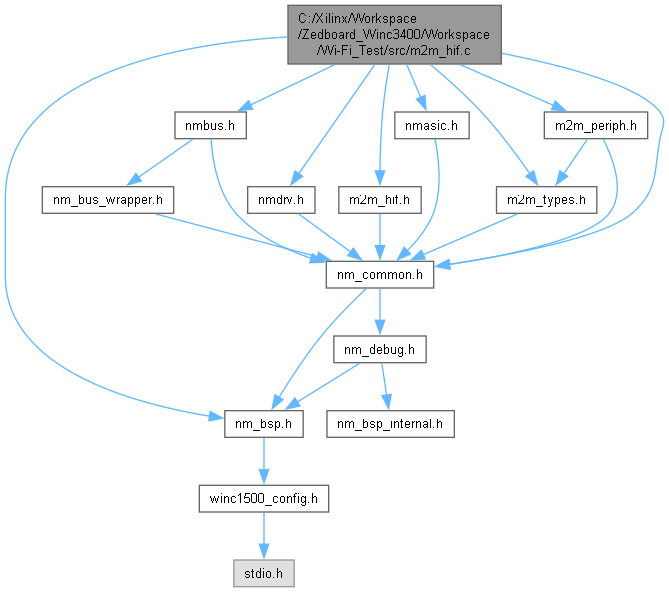 C:/Xilinx/Workspace
/Zedboard_Winc3400/Workspace
/Wi-Fi_Test/src/m2m_hif.c
nmbus.h
nmasic.h
m2m_periph.h
nm_bus_wrapper.h
nmdrv.h
m2m_hif.h
m2m_types.h
nm_common.h
nm_debug.h
nm_bsp.h
nm_bsp_internal.h
winc1500_config.h
stdio.h